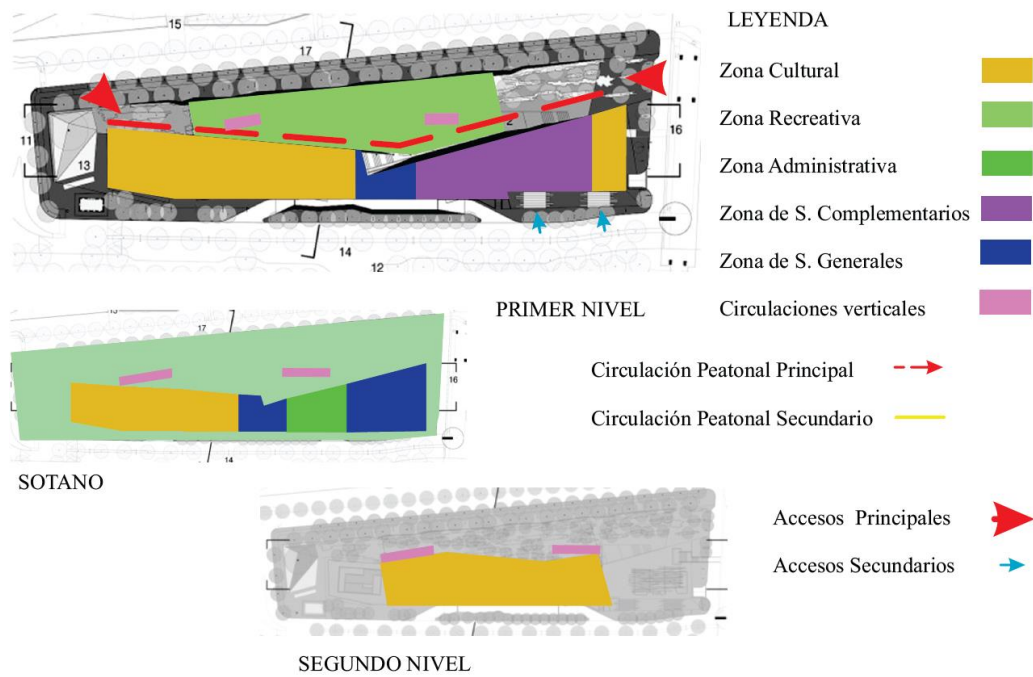 LEYENDA
Zona Cultural
Zona Recreativa
Zona Administrativa
Zona de S. Complementarios
Zona de S. Generales
Circulaciones verticales
15
17
11
13
2
16
14
12
PRIMER NIVEL
Circulación Peatonal Principal
Circulación Peatonal Secundario
17
16
14
SOTANO
Accesos Principales
Accesos Secundarios
SEGUNDO NIVEL